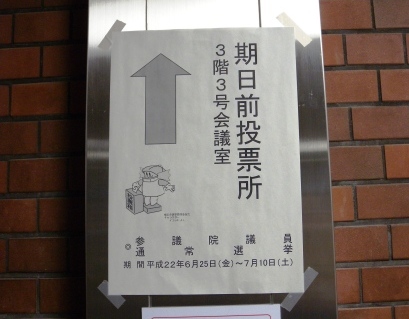 期日前投票所
3階3号会議室
◎参議院議員
通常選挙
期間 平成22年6月25日(金)～7月10日(土)